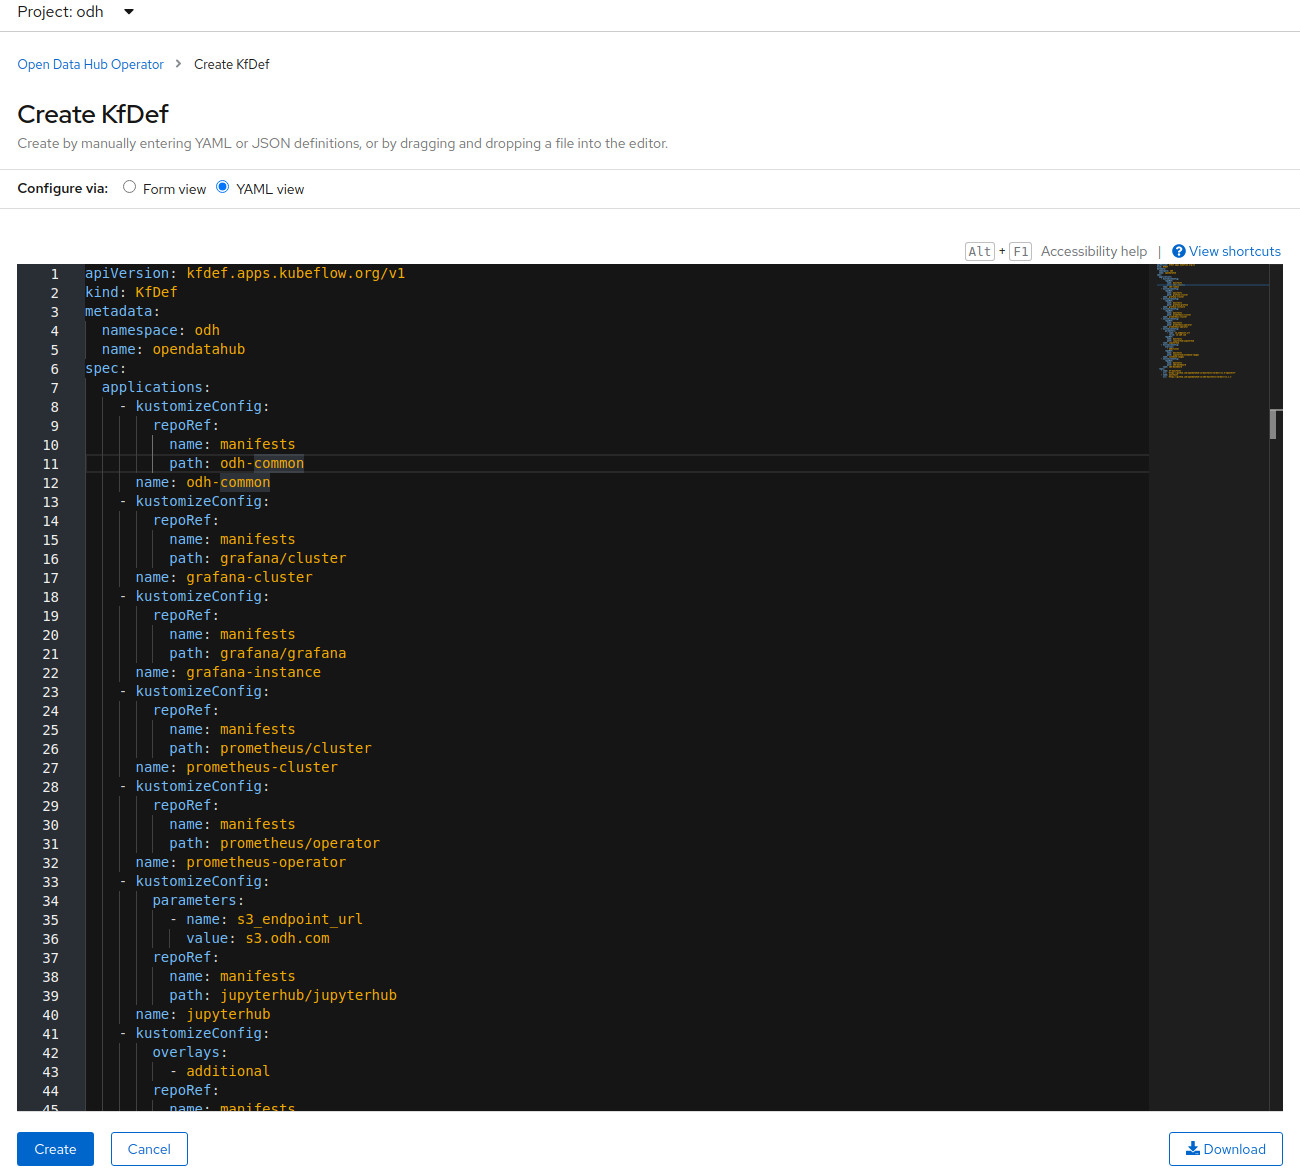 Project: odh
Open Data Hub Operator > Create KfDef
Create KfDef
Create by manually entering YAML or JSON definitions, or by dragging and dropping a file into the editor.
Configure via: Form view YAML view
Alt + F1 Accessibility help | View shortcuts
1 apiVersion: kfdef.apps.kubeflow.org/v1
2 kind: KfDef
3 metadata:
4   namespace: odh
5   name: opendatahub
6 spec:
7   applications:
8     - kustomizeConfig:
9         repoRef:
10           name: manifests
11           path: odh-common
12       name: odh-common
13     - kustomizeConfig:
14         repoRef:
15           name: manifests
16           path: grafana/cluster
17       name: grafana-cluster
18     - kustomizeConfig:
19         repoRef:
20           name: manifests
21           path: grafana/grafana
22       name: grafana-instance
23     - kustomizeConfig:
24         repoRef:
25           name: manifests
26           path: prometheus/cluster
27       name: prometheus-cluster
28     - kustomizeConfig:
29         repoRef:
30           name: manifests
31           path: prometheus/operator
32       name: prometheus-operator
33     - kustomizeConfig:
34         parameters:
35           - name: s3_endpoint_url
36             value: s3.odh.com
37         repoRef:
38           name: manifests
39           path: jupyterhub/jupyterhub
40       name: jupyterhub
41     - kustomizeConfig:
42         overlays:
43           - additional
44         repoRef:
45           name: manifests
Create Cancel Download